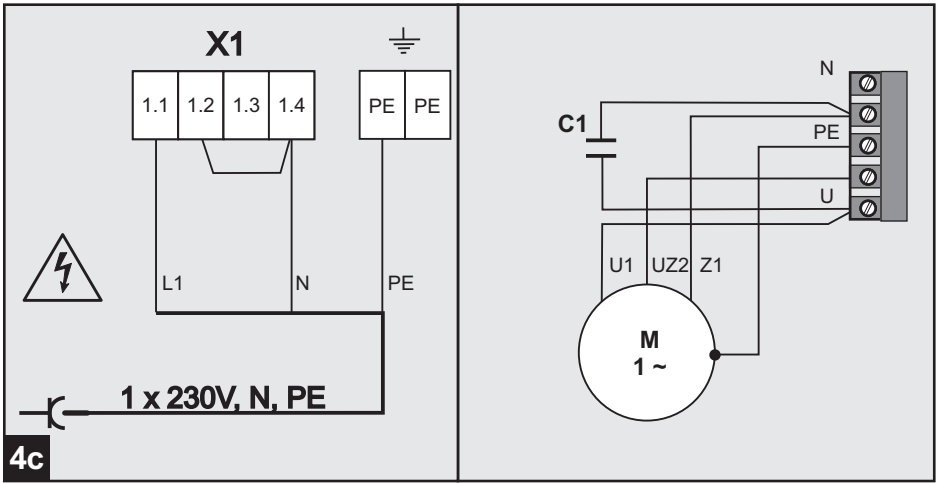 X1
1.1 1.2 1.3 1.4 PE PE
L1 N PE
1 x 230V, N, PE
4c
N
C1
PE
U
U1 UZ2 Z1
M
1 ~